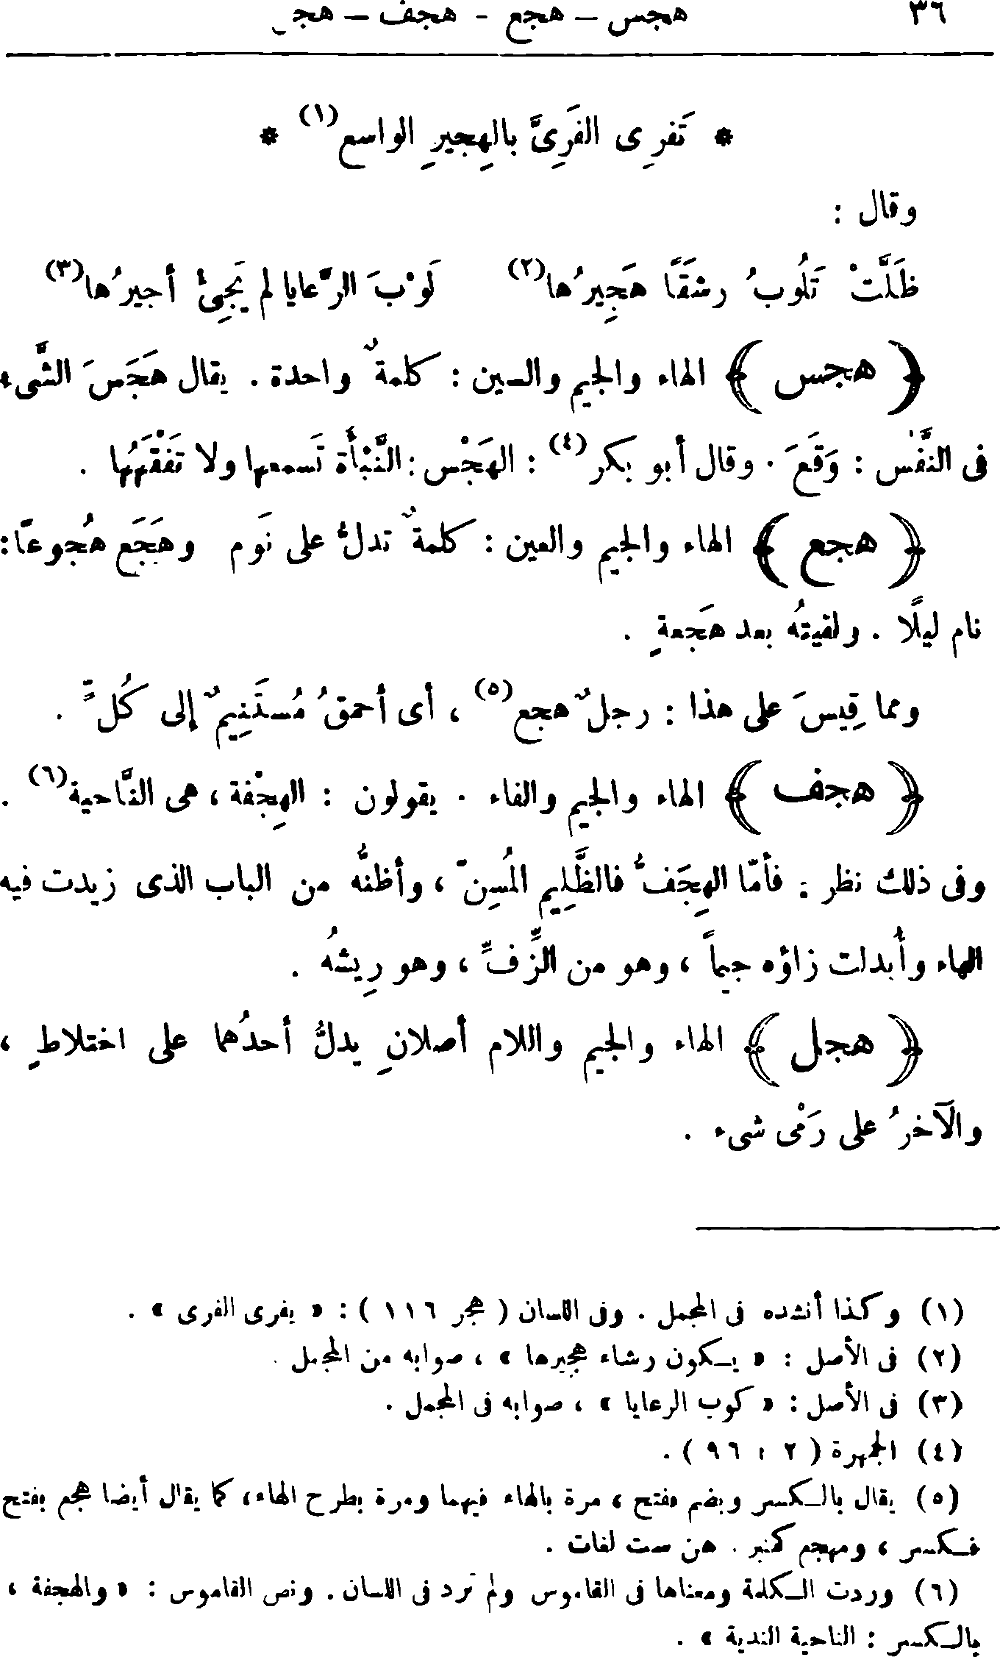 ٣٦ هجس – هجع - هجف – هجـ
* تَفرِى الفَرِىَّ بالهِجيرِ الواسع(١) *
وقال :
ظَلَّتْ تَلُوبُ رشَقًا هَجِيرُها(٢) لَوْبَ الرَّعايا لم يَجِئْ أجيرُها(٣)
﴿ هجس ﴾ الهاء والجيم والسين : كلمةٌ واحدة . يقال هَجَسَ الشَّىء
فى النَّفْس : وَقَعَ . وقال أبو بكر(٤) : الهَجْس : النَّبْأَة تَسمعها ولا تَفْقَهُها .
﴿ هجع ﴾ الهاء والجيم والعين : كلمةٌ تدلُّ على نَوم وهَجَع هُجوعًا :
نام ليلًا . ولقيتُه بعد هَجعةٍ .
ومما قِيسَ على هذا : رجلٌ هجع(٥) ، أى أحمقُ مُستَنِيمٌ إلى كُلٍّ .
﴿ هجف ﴾ الهاء والجيم والفاء . يقولون : الهِجْفة ، هى النَّاحية(٦) .
وفى ذلك نظر . فأمّا الهِجَفُّ فالظَّلِيم المُسِنّ ، وأظنُّه من الباب الذى زيدت فيه
الهاء وأُبدلت زاؤه جيماً ، وهو من الزِّفِّ ، وهو رِيشُه .
﴿ هجل ﴾ الهاء والجيم واللام أصلانِ يدلُّ أحدُهما على اختلاطٍ ،
والآخرُ على رَمْى شىء .
(١) وكذا أنشده فى المجمل . وفى اللسان ( هجر ١١٦ ) : « يفرى الفرى » .
(٢) فى الأصل : « يكون رشاء هجيرها » ، صوابه من المجمل .
(٣) فى الأصل : « كوب الرعايا » ، صوابه فى المجمل .
(٤) الجمهرة ( ٢ : ٩٦ ) .
(٥) يقال بالكسر وبضم ففتح ، مرة بالهاء فيهما ومرة بطرح الهاء، كما يقال أيضا هجم بفتح
فكسر ، ومهجم كمنبر . هن ست لغات .
(٦) وردت الكلمة ومعناها فى القاموس ولم ترد فى اللسان . ونص القاموس : « والهجفة ،
بالكسر : الناحية الندية » .